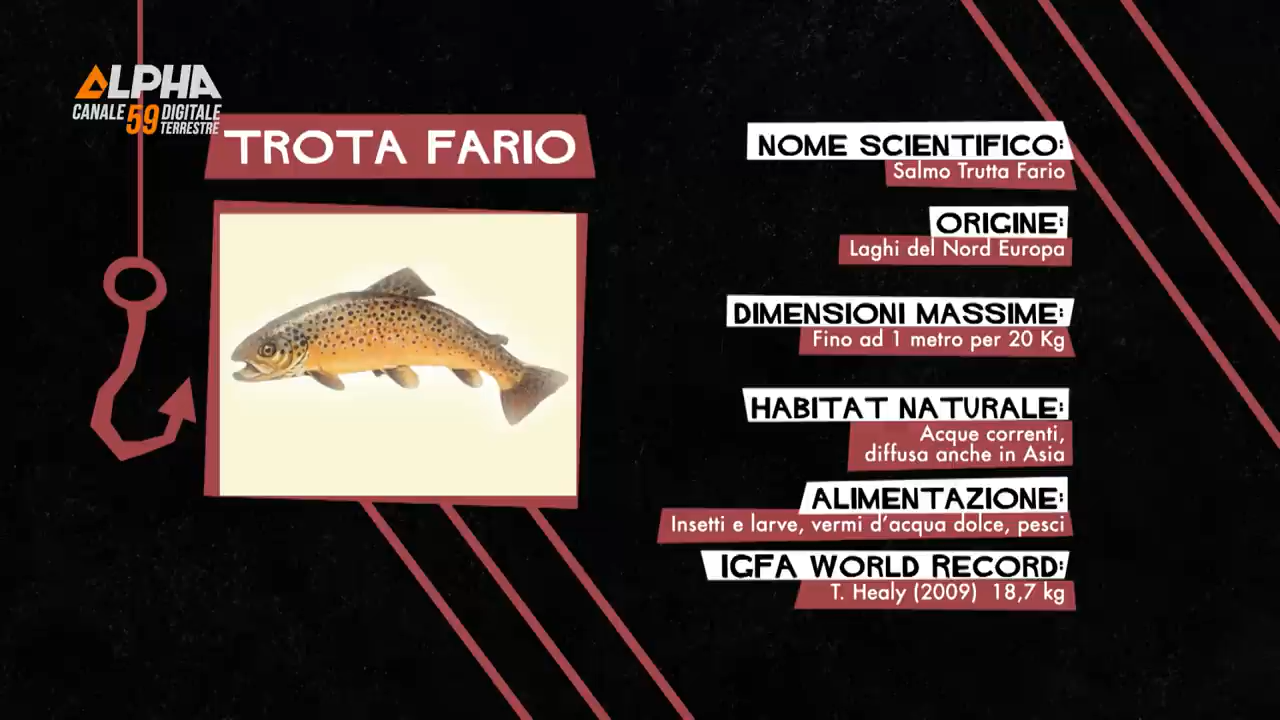 ALPHA
CANALE 59 DIGITALE TERRESTRE
TROTA FARIO
NOME SCIENTIFICO:
Salmo Trutta Fario
ORIGINE:
Laghi del Nord Europa
DIMENSIONI MASSIME:
Fino ad 1 metro per 20 Kg
HABITAT NATURALE:
Acque correnti,
diffusa anche in Asia
ALIMENTAZIONE:
Insetti e larve, vermi d'acqua dolce, pesci
IGFA WORLD RECORD:
T. Healy (2009) 18,7 kg